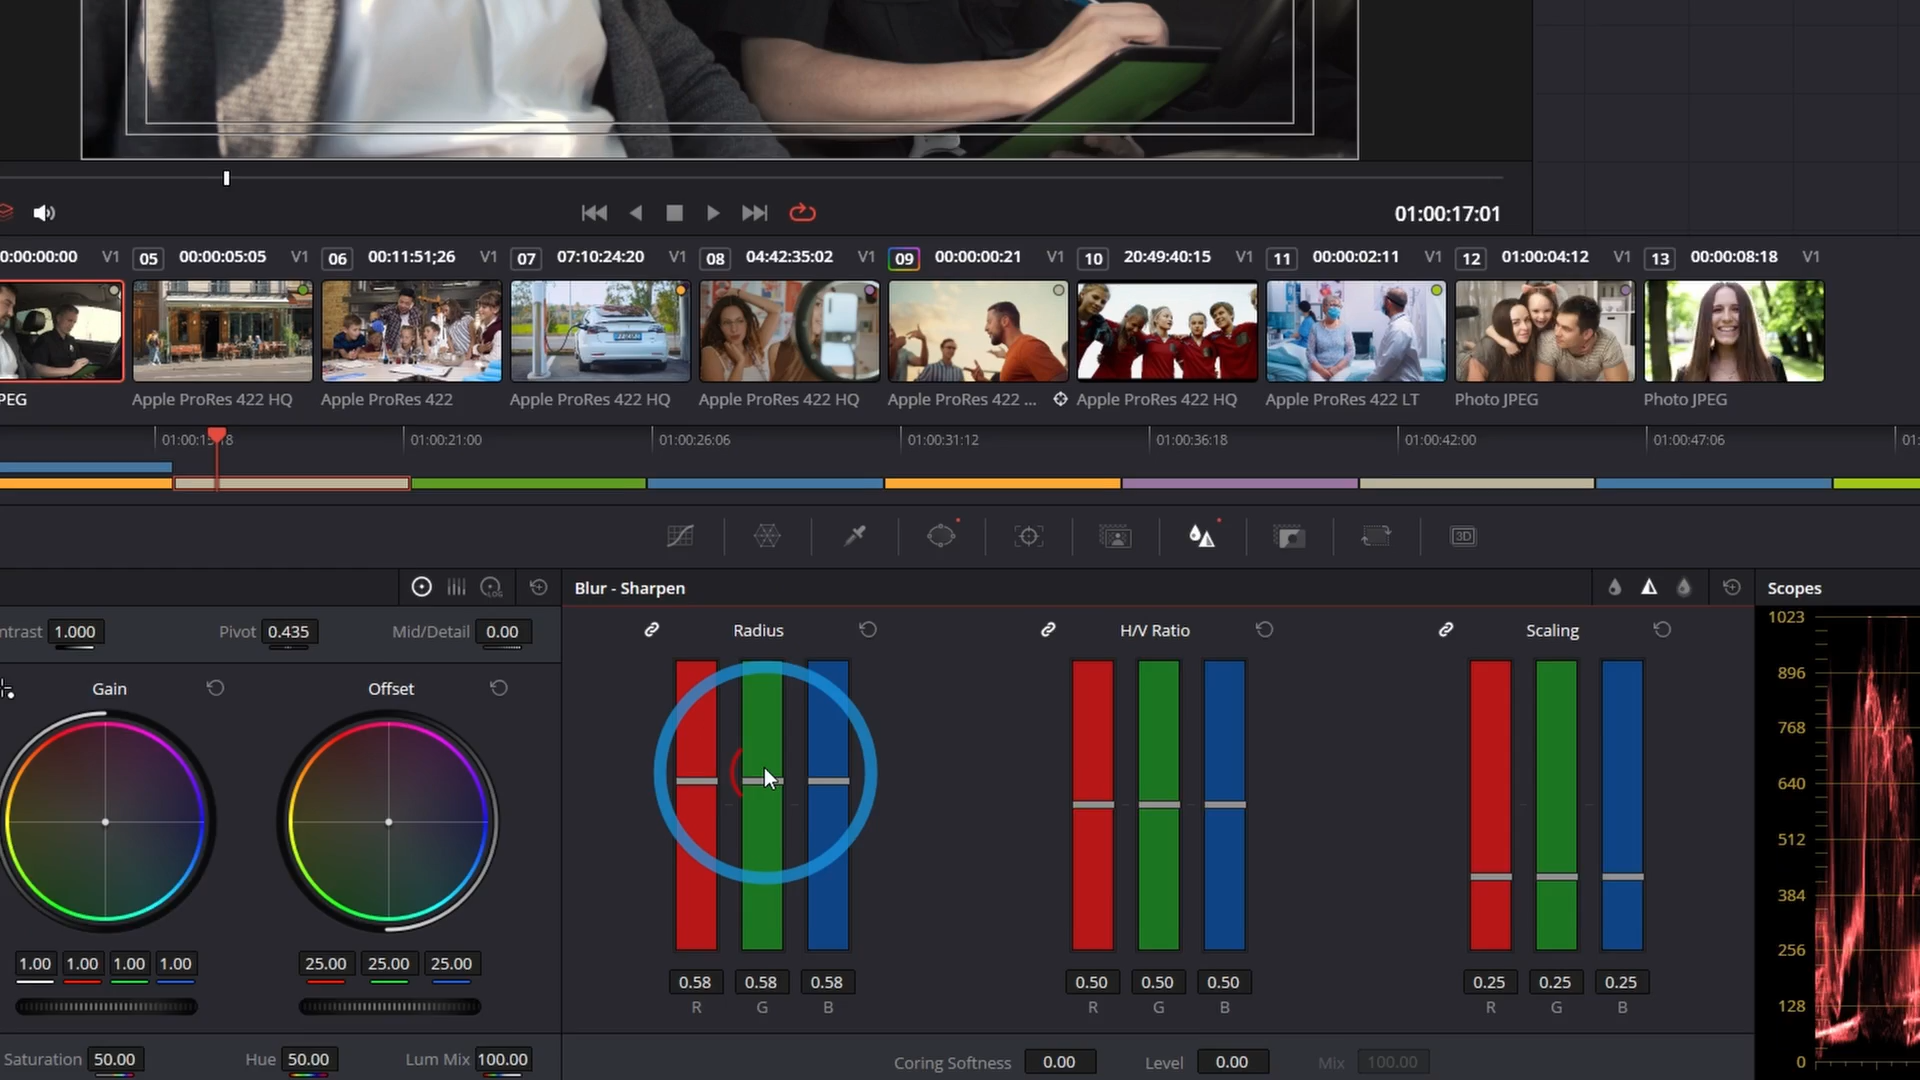 01:00:17:01
0:00:00:00 V1 05 00:00:05:05 V1 06 00:11:51;26 V1 07 07:10:24:20 V1 08 04:42:35:02 V1 09 00:00:00:21 V1 10 20:49:40:15 V1 11 00:00:02:11 V1 12 01:00:04:12 V1 13 00:00:08:18 V1
PEG Apple ProRes 422 HQ Apple ProRes 422 Apple ProRes 422 HQ Apple ProRes 422 HQ Apple ProRes 422 ... Apple ProRes 422 HQ Apple ProRes 422 LT Photo JPEG Photo JPEG
01:00:15:18 01:00:21:00 01:00:26:06 01:00:31:12 01:00:36:18 01:00:42:00 01:00:47:06 01:
3D
LOG Blur - Sharpen Scopes
ntrast 1.000 Pivot 0.435 Mid/Detail 0.00 Radius H/V Ratio Scaling
Gain Offset
1023
896
768
640
512
384
256
128
0
1.00 1.00 1.00 1.00 25.00 25.00 25.00
0.58 0.58 0.58 0.50 0.50 0.50 0.25 0.25 0.25
R G B R G B R G B
Saturation 50.00 Hue 50.00 Lum Mix 100.00 Coring Softness 0.00 Level 0.00 Mix 100.00